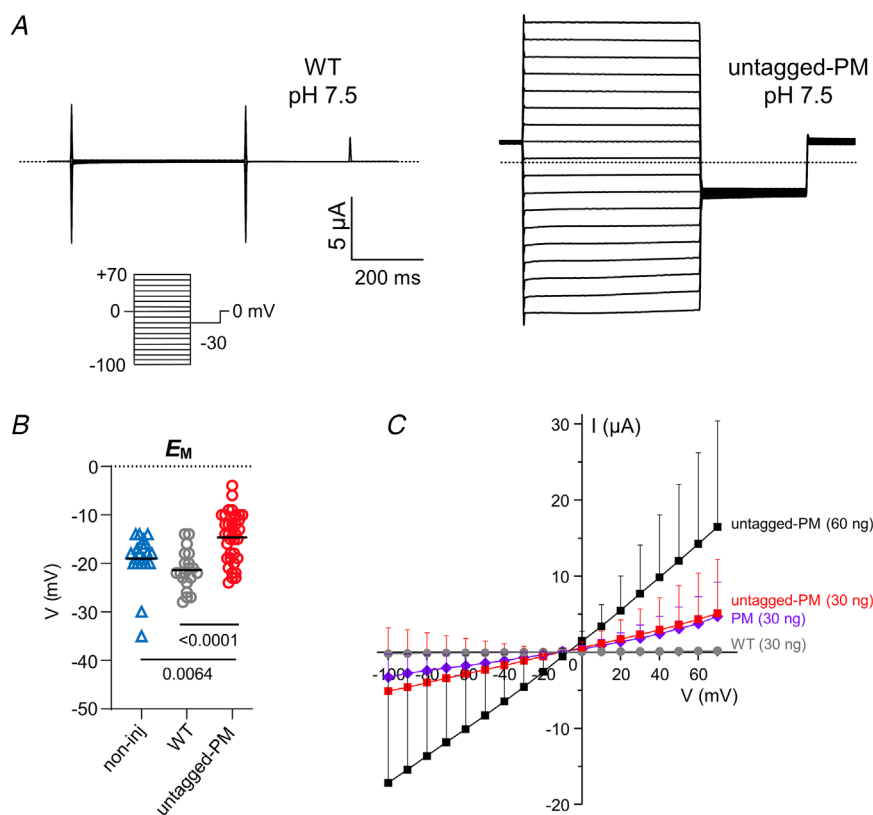 A
WT
pH 7.5
untagged-PM
pH 7.5
5 µA
200 ms
+70
0
0 mV
-30
-100
B
EM
0
-10
-20
-30
-40
-50
V (mV)
<0.0001
0.0064
non-inj
WT
untagged-PM
C
I (µA)
30
20
10
0
-10
-20
-100
-80
-60
-40
-20
20
40
60
V (mV)
untagged-PM (60 ng)
untagged-PM (30 ng)
PM (30 ng)
WT (30 ng)